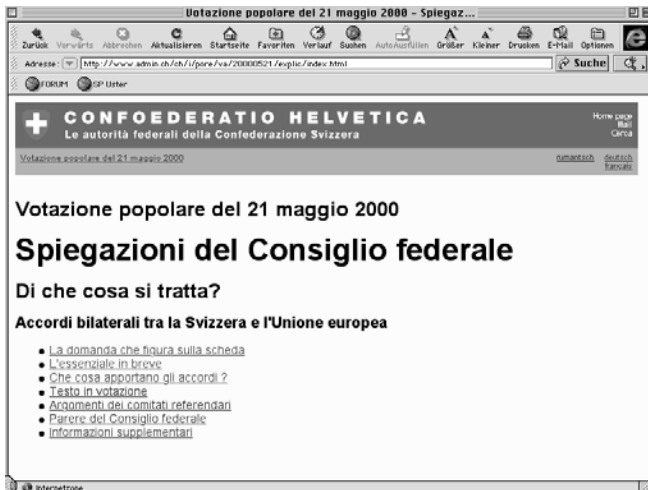 Votazione popolare del 21 maggio 2000 - Spiegaz...
Zurück Vorwärts Abbrechen Aktualisieren Startseite Favoriten Verlauf Suchen AutoAusfüllen Größer Kleiner Drucken E-Mail Optionen
Adresse: http://www.admin.ch/ch/i/pore/va/20000521/explic/index.html Suche
FORUM SP Uster
CONFOEDERATIO HELVETICA
Le autorità federali della Confederazione Svizzera
Home page
Mail
Cerca
Votazione popolare del 21 maggio 2000 rumantsch deutsch
français
Votazione popolare del 21 maggio 2000
Spiegazioni del Consiglio federale
Di che cosa si tratta?
Accordi bilaterali tra la Svizzera e l'Unione europea
La domanda che figura sulla scheda
L'essenziale in breve
Che cosa apportano gli accordi ?
Testo in votazione
Argomenti dei comitati referendari
Parere del Consiglio federale
Informazioni supplementari
Internetzone